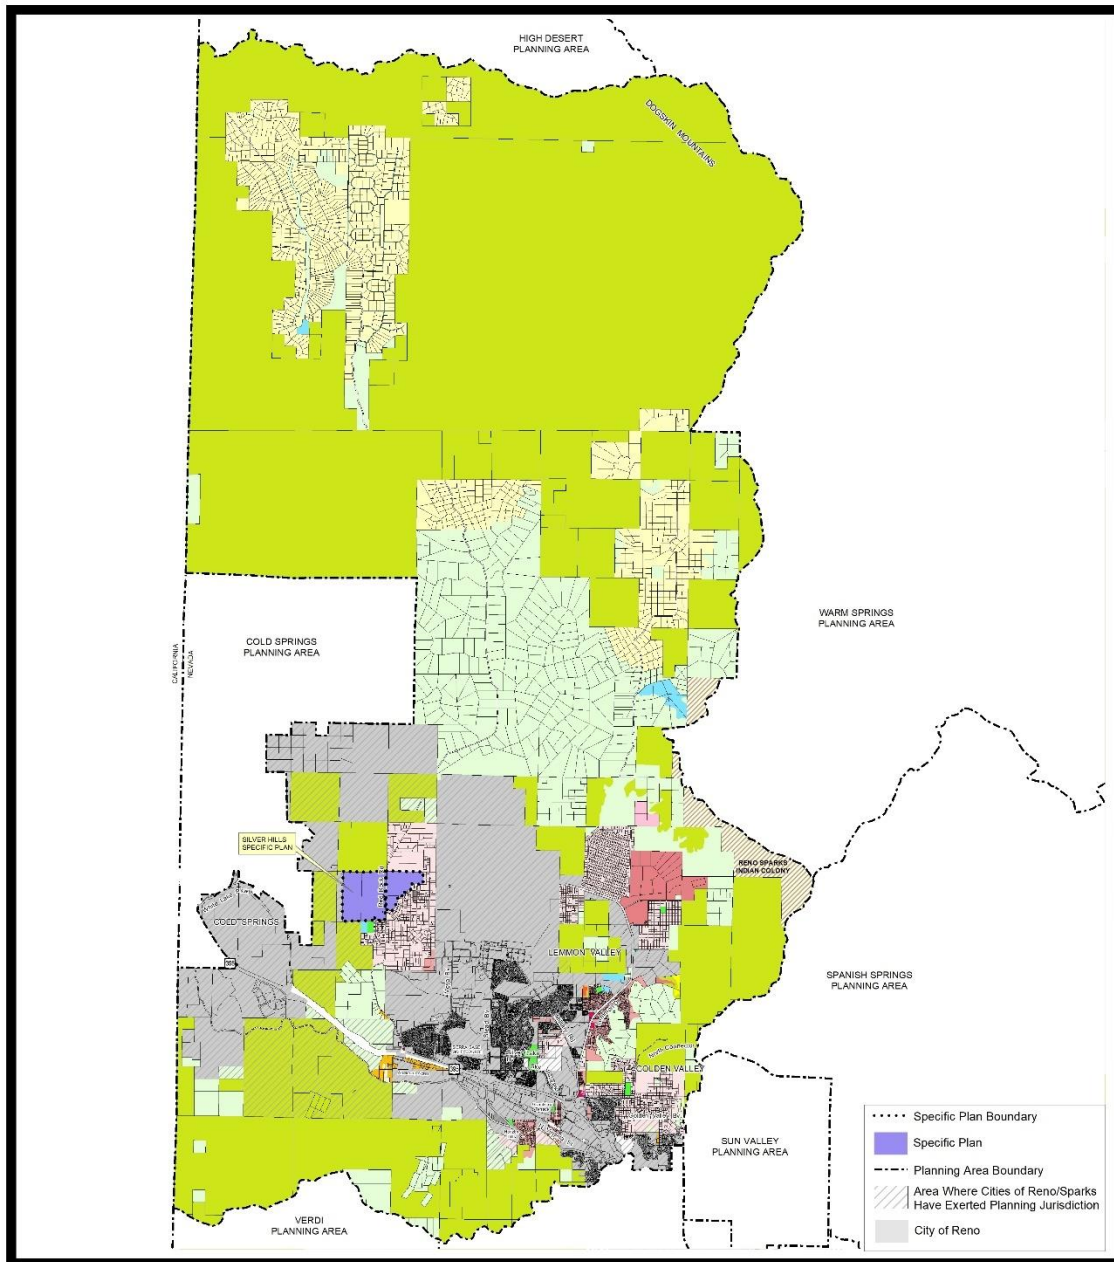 HIGH DESERT
PLANNING AREA
DOGSKIN MOUNTAINS
WARM SPRINGS
PLANNING AREA
COLD SPRINGS
PLANNING AREA
CALIFORNIA
NEVADA
SILVER HILLS
SPECIFIC PLAN
RENO SPARKS
INDIAN COLONY
COLD SPRINGS
LEMMON VALLEY
395
SPANISH SPRINGS
PLANNING AREA
GOLDEN VALLEY
395
SUN VALLEY
PLANNING AREA
VERDI
PLANNING AREA
Specific Plan Boundary
Specific Plan
Planning Area Boundary
Area Where Cities of Reno/Sparks
Have Exerted Planning Jurisdiction
City of Reno